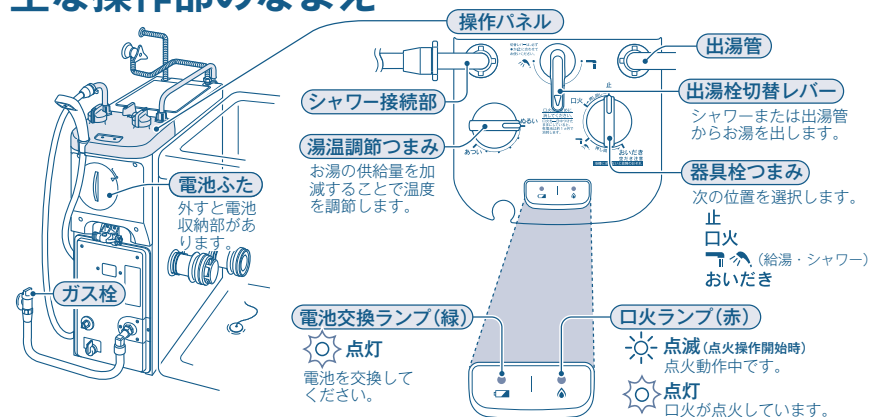 主な操作部のなまえ
操作パネル
出湯管
シャワー接続部
出湯栓切替レバー
シャワーまたは出湯管
からお湯を出します。
湯温調節つまみ
お湯の供給量を加
減することで温度
を調節します。
ぬるい
あつい
止
口火
おいだき
電池ふた
外すと電池
収納部があ
ります。
器具栓つまみ
次の位置を選択します。
止
口火
(給湯・シャワー)
おいだき
ガス栓
電池交換ランプ(緑)
点灯
電池を交換して
ください。
口火ランプ(赤)
点滅(点火操作開始時)
点火動作中です。
点灯
口火が点火しています。